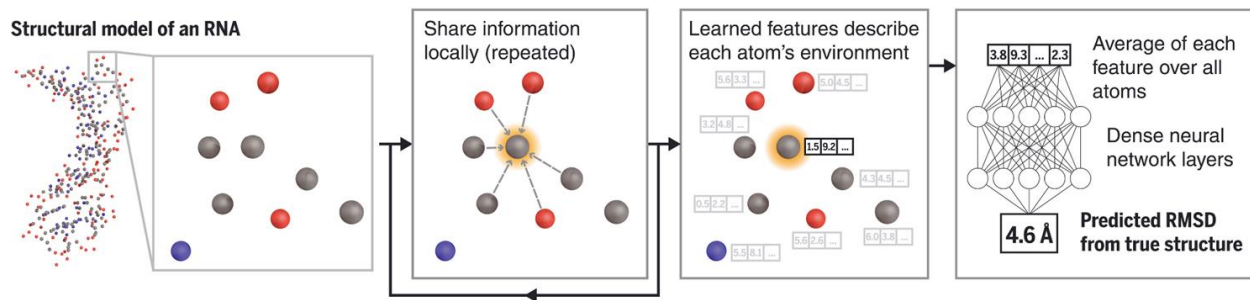 Structural model of an RNA
Share information
locally (repeated)
Learned features describe
each atom's environment
5.6 3.3 ...
5.0 4.5 ...
3.2 4.8 ...
1.5 9.2 ...
4.3 4.5 ...
0.5 2.2 ...
5.6 2.6 ...
6.0 3.8 ...
5.5 8.1 ...
3.8 9.3 ... 2.3
Average of each
feature over all
atoms
Dense neural
network layers
4.6 Å
Predicted RMSD
from true structure